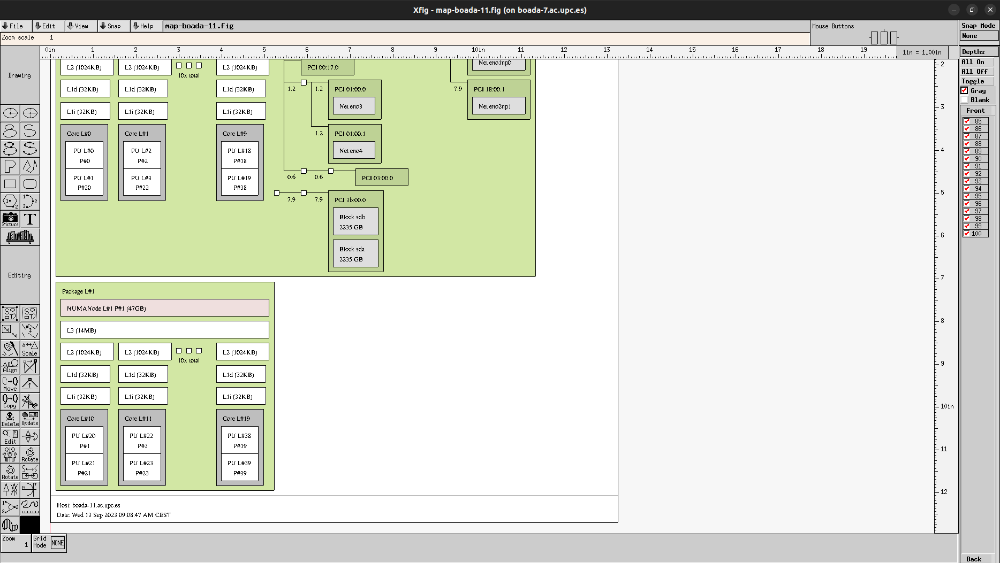 Xfig - map-boada-11.fig (on boada-7.ac.upc.es)
File Edit View Snap Help map-boada-11.fig
Mouse Buttons
Snap Mode
None
Zoom scale 1
0in 1 2 3 4 5 6 7 8 9 10in 11 12 13 14 15 16 17 18 19
1in = 1.00in
Depths
All On
All Off
Toggle
Gray
Blank
Front
85
86
87
88
89
90
91
92
93
94
95
96
97
98
99
100
Back
2
3
4
5
6
7
8
9
10in
11
12
Drawing
Picture
Editing
Scale
Align
Move
Copy
Delete Update
Edit
Rotate
Rotate
Zoom
1
Grid
Mode
NONE
L2 (1024KB) L2 (1024KB) L2 (1024KB)
10x total
L1d (32KB) L1d (32KB) L1d (32KB)
L1i (32KB) L1i (32KB) L1i (32KB)
Core L#0 Core L#1 Core L#9
PU L#0 PU L#2 PU L#18
P#0 P#2 P#18
PU L#1 PU L#3 PU L#19
P#20 P#22 P#38
PCI 00:17.0
1.2 1.2
PCI 01:00.0
Net eno3
1.2
PCI 01:00.1
Net eno4
0.6 0.6
PCI 03:00.0
7.9 7.9
PCI 3b:00.0
Block sdb
2235 GB
Block sda
2235 GB
Net eno1np0
7.9
PCI 18:00.1
Net eno2np1
Package L#1
NUMANode L#1 P#1 (47GB)
L3 (14MB)
L2 (1024KB) L2 (1024KB) L2 (1024KB)
10x total
L1d (32KB) L1d (32KB) L1d (32KB)
L1i (32KB) L1i (32KB) L1i (32KB)
Core L#10 Core L#11 Core L#19
PU L#20 PU L#22 PU L#38
P#1 P#3 P#19
PU L#21 PU L#23 PU L#39
P#21 P#23 P#39
Host: boada-11.ac.upc.es
Date: Wed 13 Sep 2023 09:08:47 AM CEST